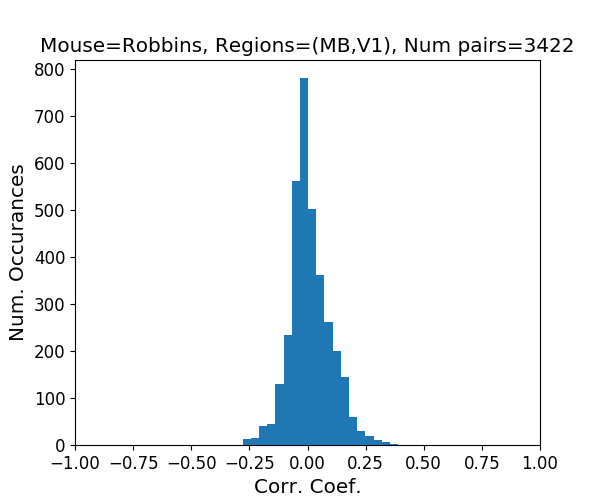 Mouse=Robbins, Regions=(MB,V1), Num pairs=3422
800
700
600
500
400
300
200
100
0
Num. Occurances
−1.00 −0.75 −0.50 −0.25 0.00 0.25 0.50 0.75 1.00
Corr. Coef.